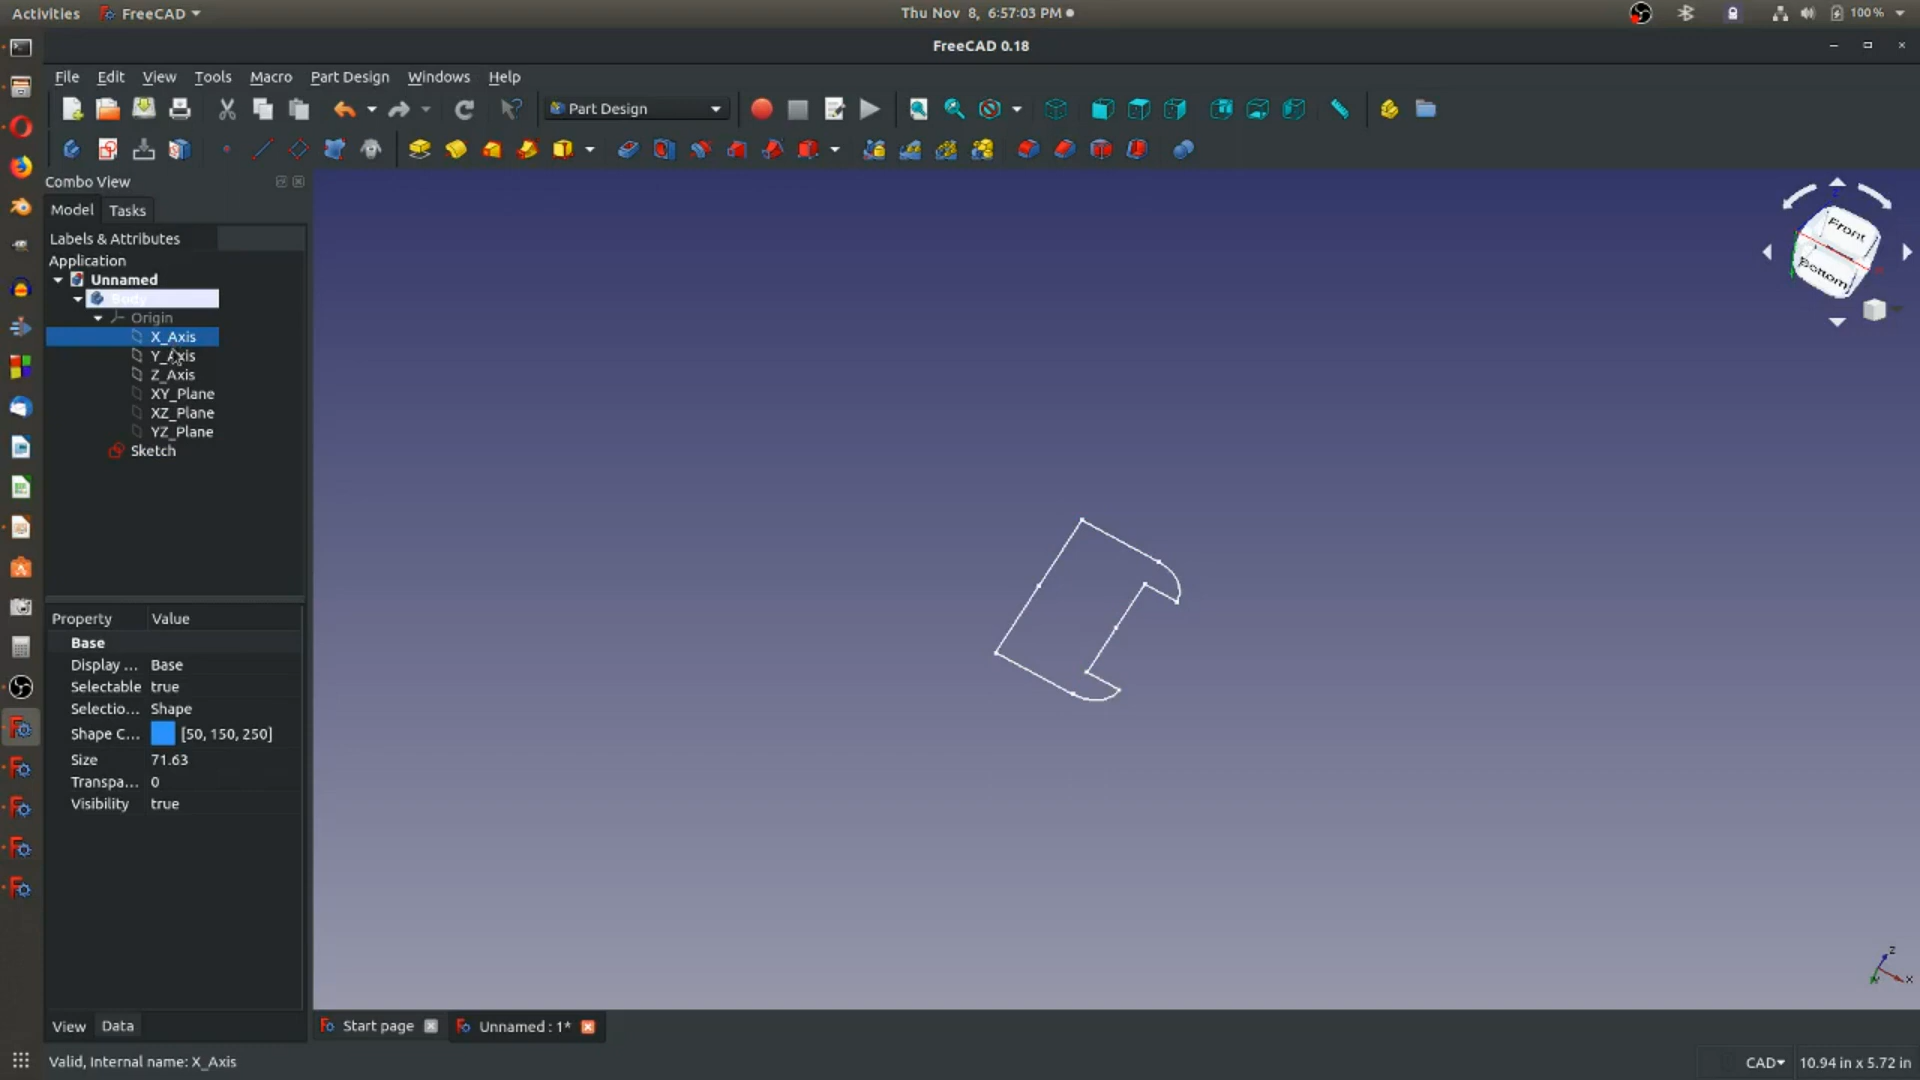 Activities FreeCAD Thu Nov 8, 6:57:03 PM 100%
FreeCAD 0.18
File Edit View Tools Macro Part Design Windows Help
Part Design
Combo View
Model Tasks
Labels & Attributes
Application
Unnamed
Body
Origin
X_Axis
Y_Axis
Z_Axis
XY_Plane
XZ_Plane
YZ_Plane
Sketch
Front
Bottom
Property Value
Base
Display ... Base
Selectable true
Selectio... Shape
Shape C... [50, 150, 250]
Size 71.63
Transpa... 0
Visibility true
Z
X
View Data
Start page Unnamed : 1*
Valid, Internal name: X_Axis
CAD 10.94 in x 5.72 in